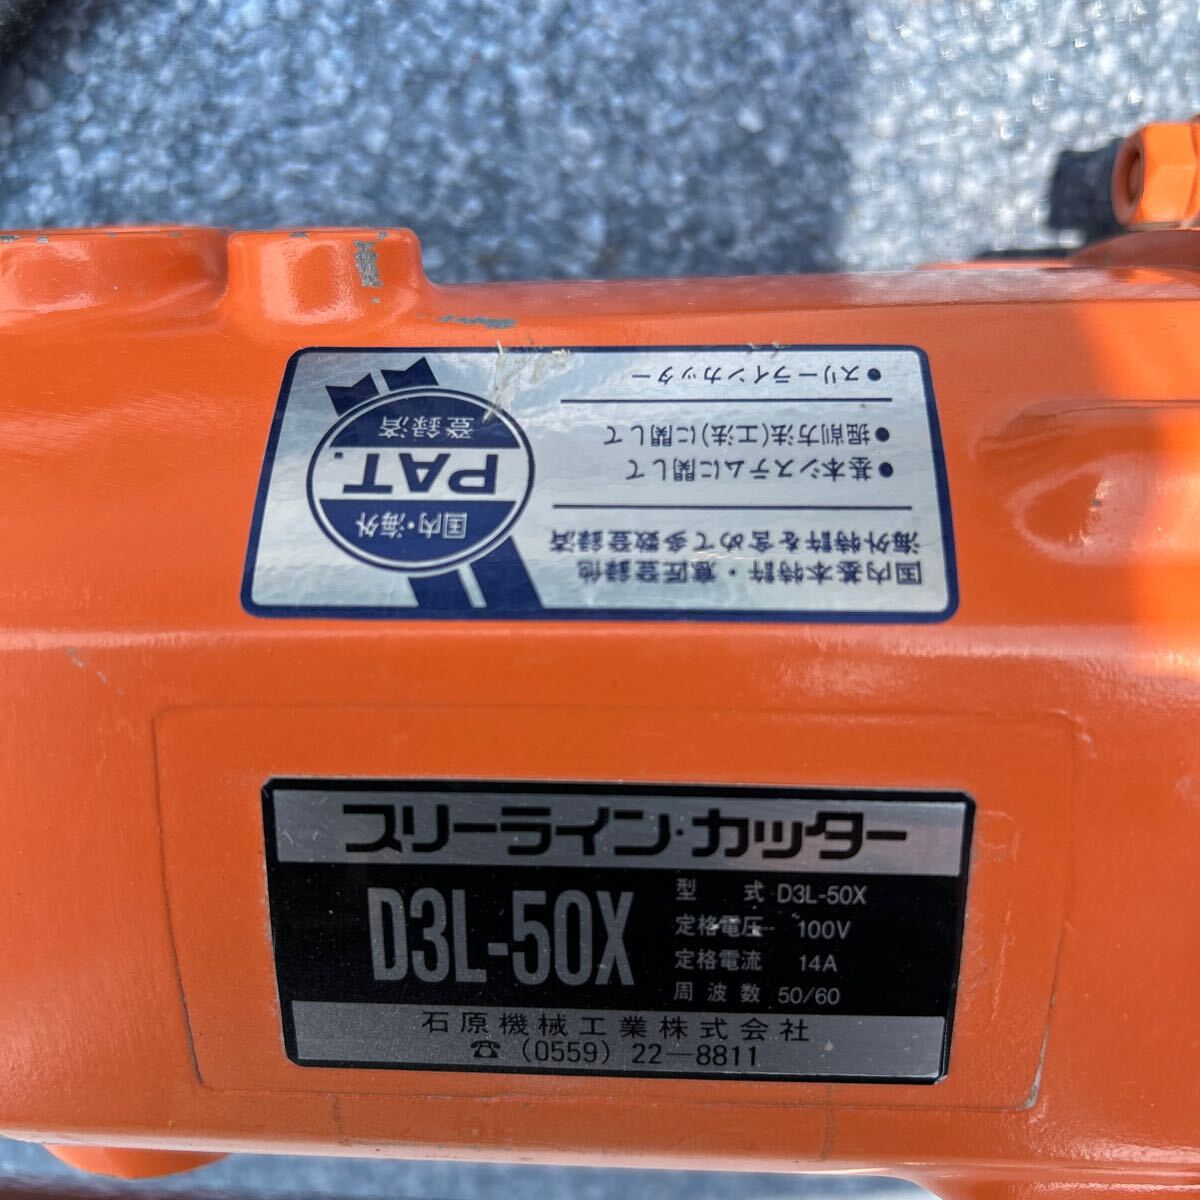 国内基本特許・意匠登録他
海外特許を含めて多数登録済
●基本システムに関して
●掘削方法(工法)に関して
●スリーラインカッター
国内・海外
PAT.
登録済
スリーライン・カッター
D3L-50X
型 式 D3L-50X
定格電圧 100V
定格電流 14A
周波数 50/60
石原機械工業株式会社
☎ (0559) 22-8811